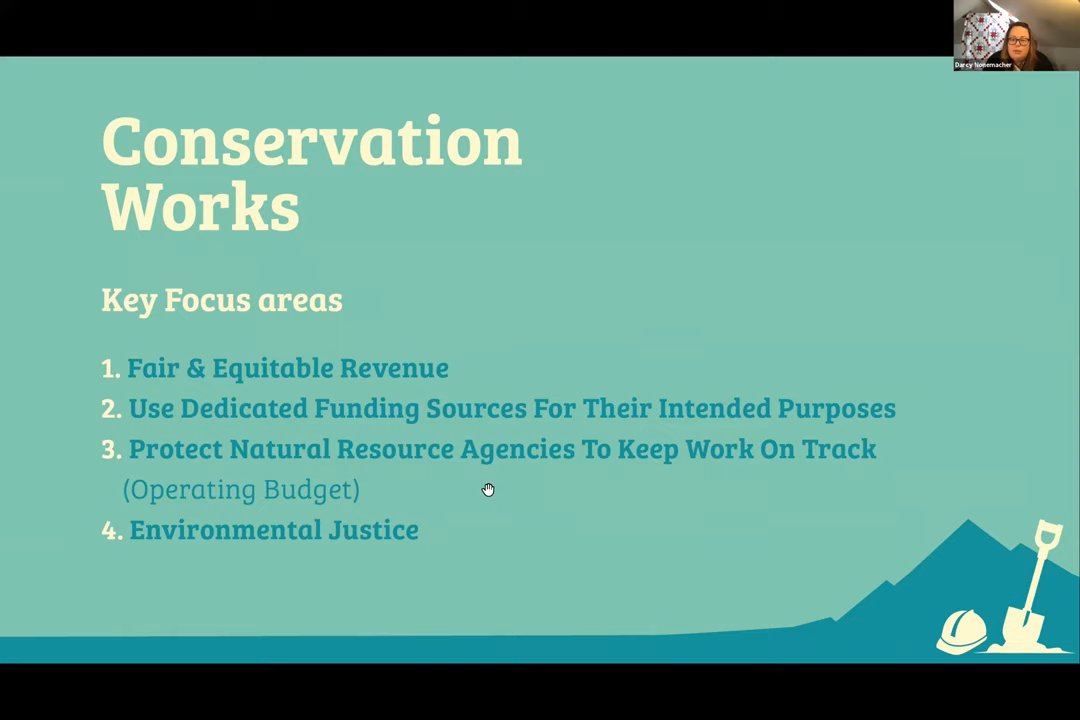 Darcy Nonemacher
Conservation
Works
Key Focus areas
1. Fair & Equitable Revenue
2. Use Dedicated Funding Sources For Their Intended Purposes
3. Protect Natural Resource Agencies To Keep Work On Track
(Operating Budget)
4. Environmental Justice